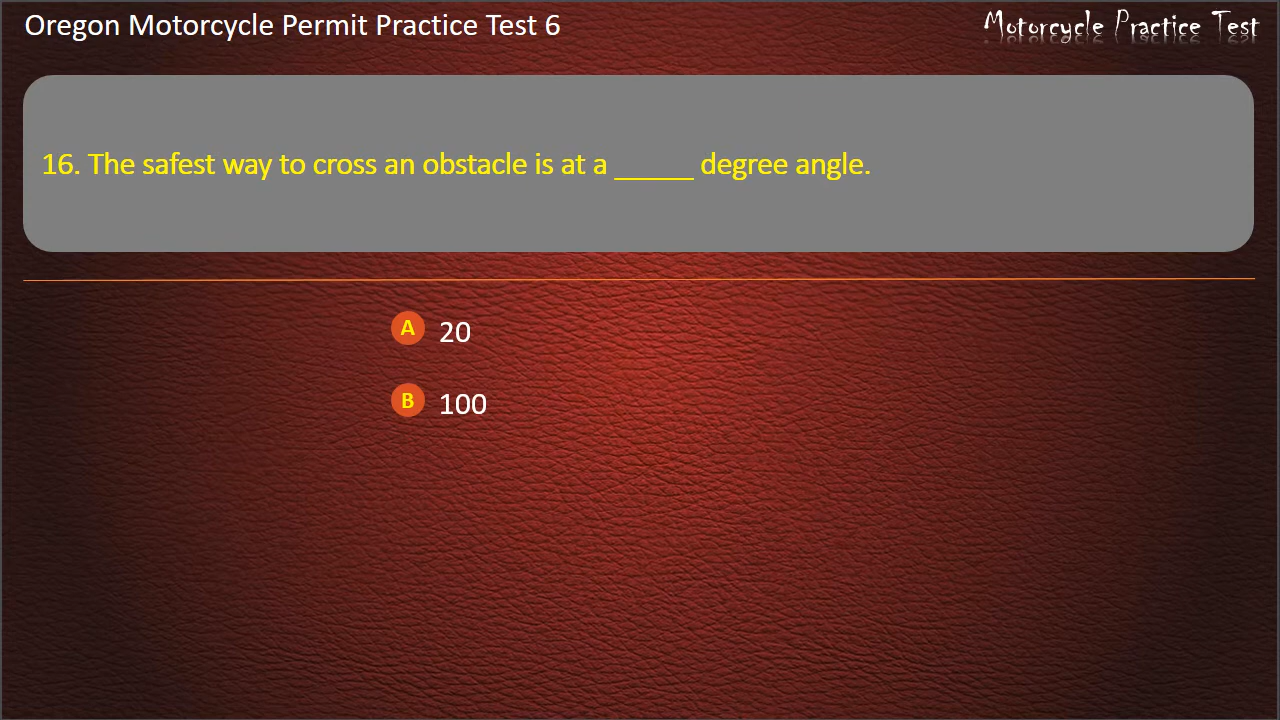 Oregon Motorcycle Permit Practice Test 6
Motorcycle Practice Test
16. The safest way to cross an obstacle is at a _____ degree angle.
A 20
B 100